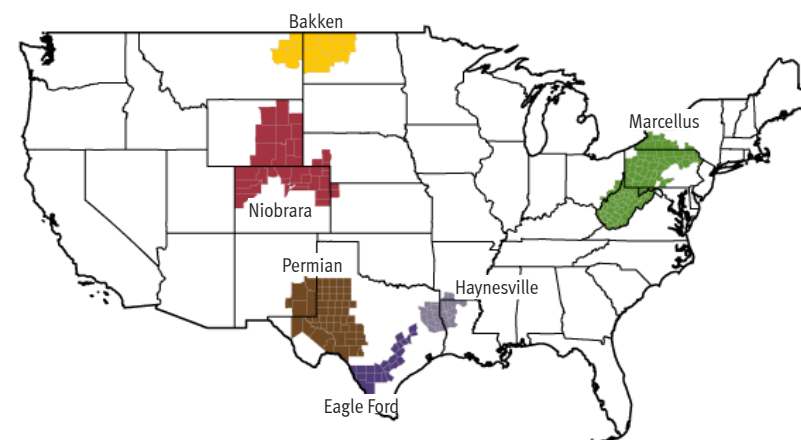 Bakken
Marcellus
Niobrara
Permian
Haynesville
Eagle Ford